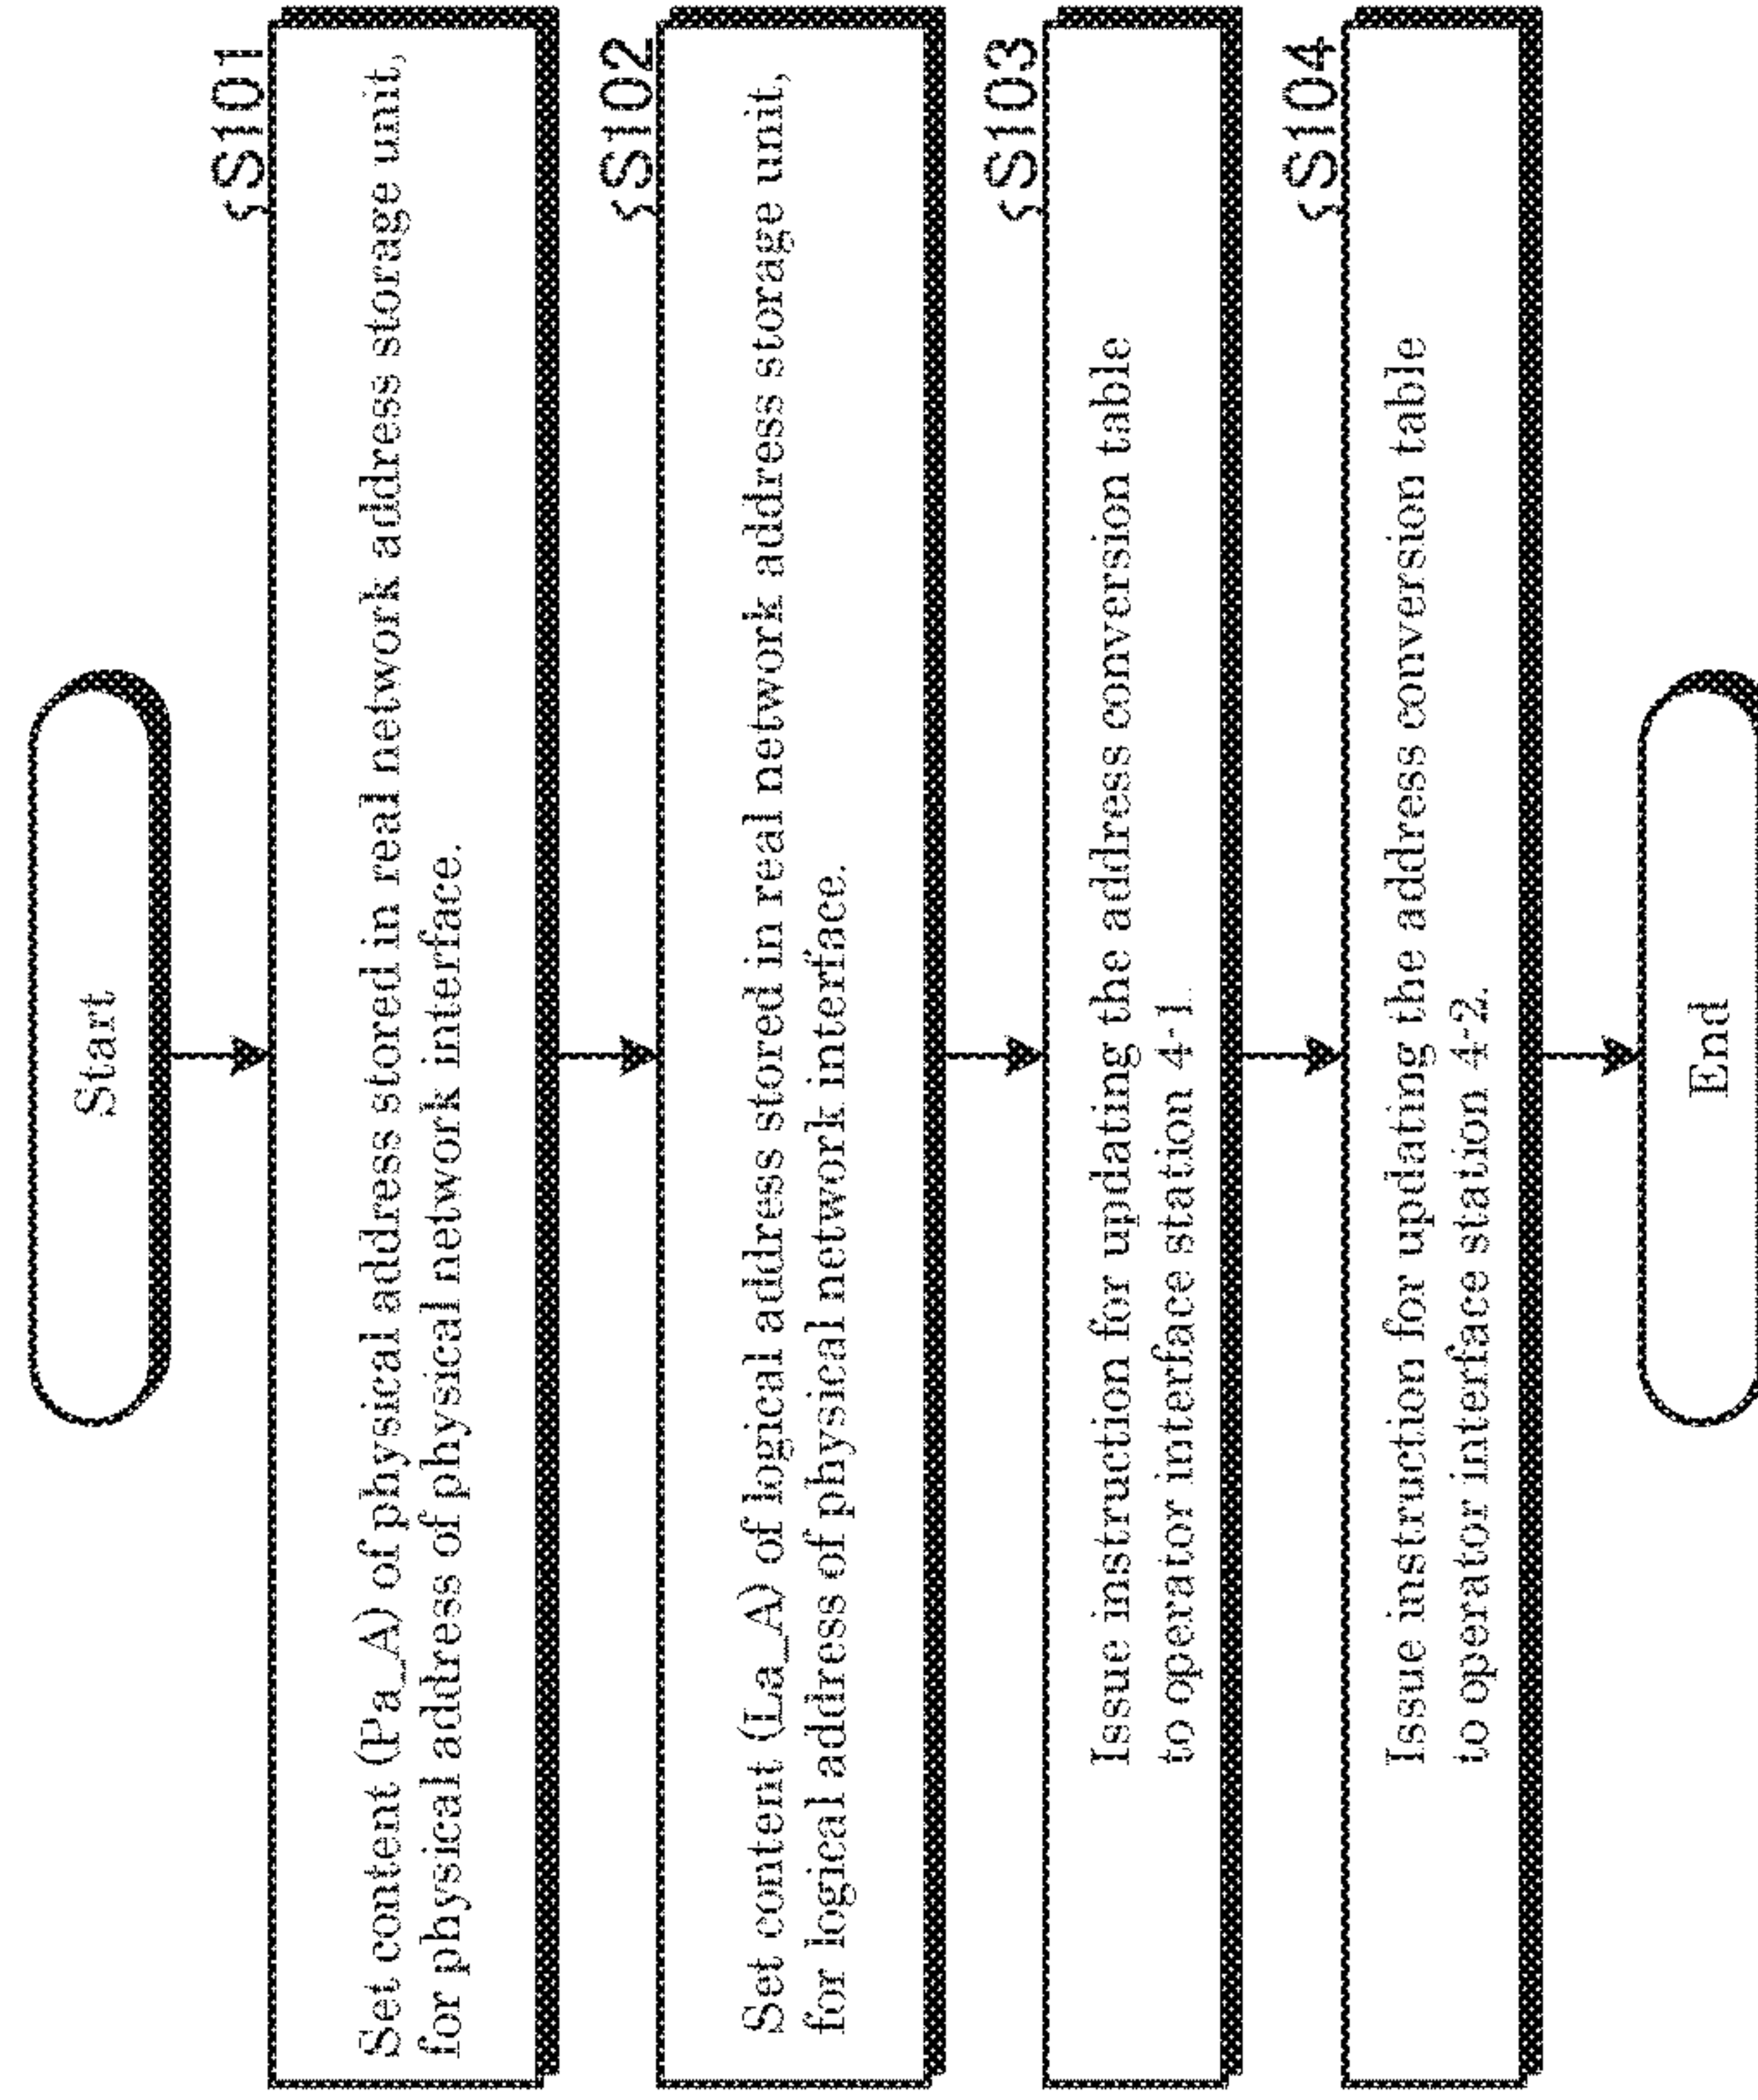 Start
S101
Set content (Pa_A) of physical address stored in real network address storage unit,
for physical address of physical network interface.
S102
Set content (La_A) of logical address stored in real network address storage unit,
for logical address of physical network interface.
S103
Issue instruction for updating the address conversion table
to operator interface station 4-1.
S104
Issue instruction for updating the address conversion table
to operator interface station 4-2.
End